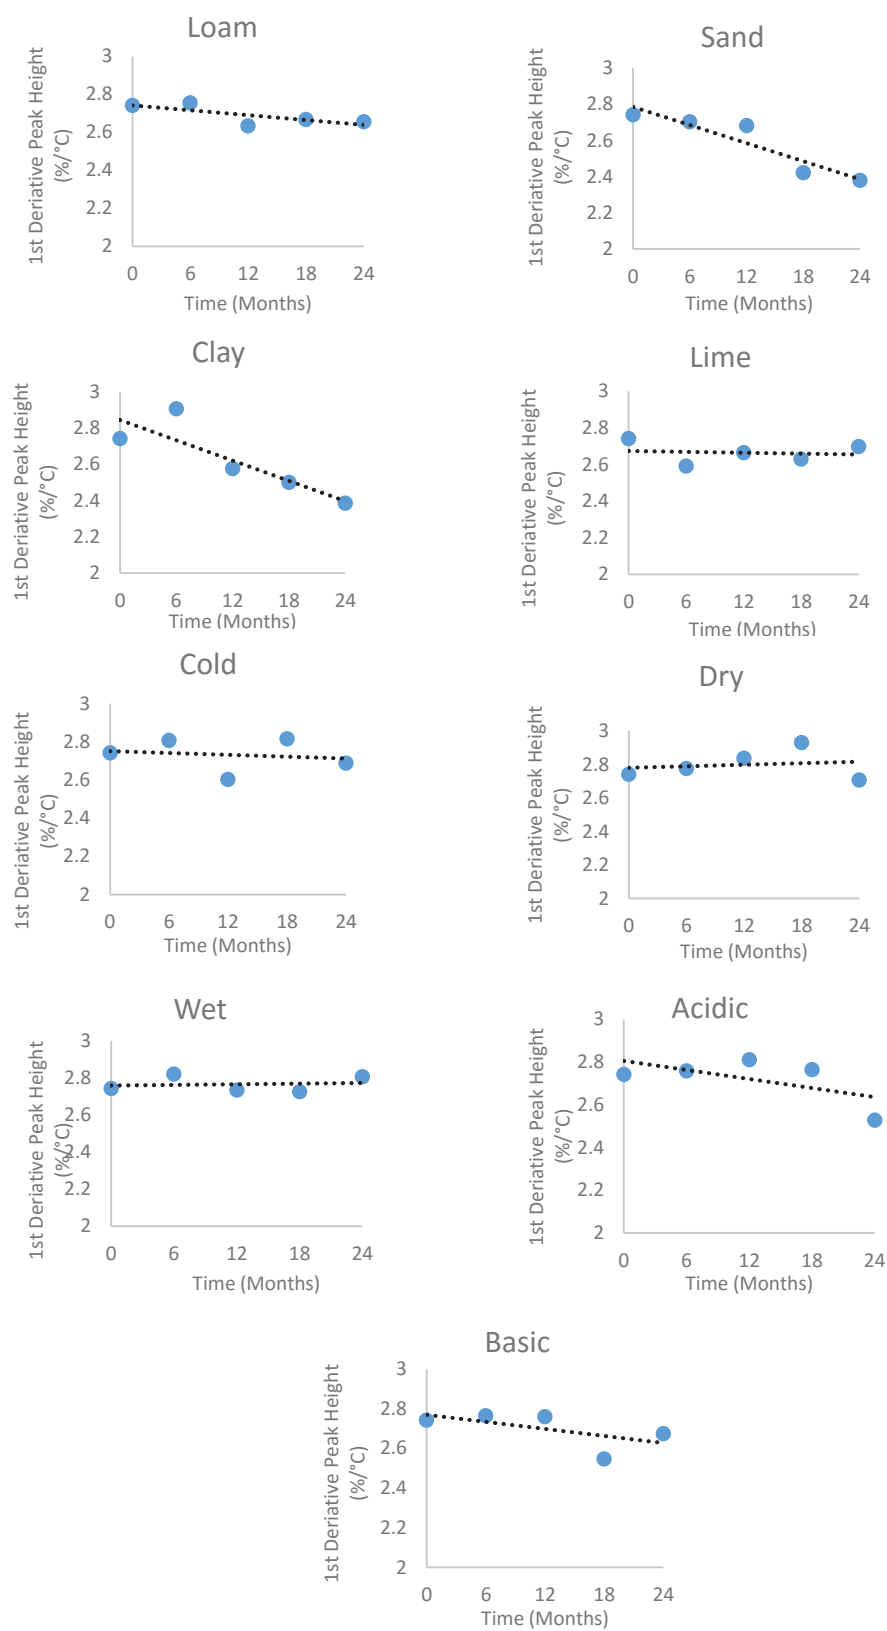 Loam
1st Deriative Peak Height
(%/°C)
3
2.8
2.6
2.4
2.2
2
0 6 12 18 24
Time (Months)
Sand
1st Deriative Peak Height
(%/°C)
3
2.8
2.6
2.4
2.2
2
0 6 12 18 24
Time (Months)
Clay
1st Deriative Peak Height
(%/°C)
3
2.8
2.6
2.4
2.2
2
0 6 12 18 24
Time (Months)
Lime
1st Deriative Peak Height
(%/°C)
3
2.8
2.6
2.4
2.2
2
0 6 12 18 24
Time (Months)
Cold
1st Deriative Peak Height
(%/°C)
3
2.8
2.6
2.4
2.2
2
0 6 12 18 24
Time (Months)
Dry
1st Deriative Peak Height
(%/°C)
3
2.8
2.6
2.4
2.2
2
0 6 12 18 24
Time (Months)
Wet
1st Deriative Peak Height
(%/°C)
3
2.8
2.6
2.4
2.2
2
0 6 12 18 24
Time (Months)
Acidic
1st Deriative Peak Height
(%/°C)
3
2.8
2.6
2.4
2.2
2
0 6 12 18 24
Time (Months)
Basic
1st Deriative Peak Height
(%/°C)
3
2.8
2.6
2.4
2.2
2
0 6 12 18 24
Time (Months)